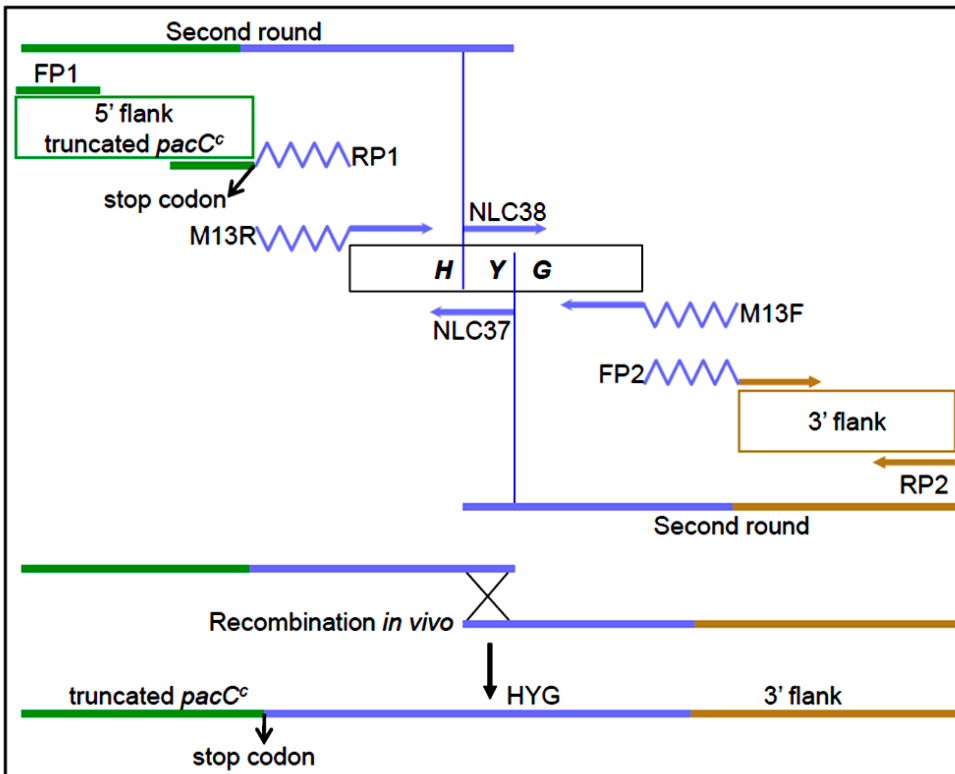 Second round
FP1
5’ flank
truncated pacCᶜ
RP1
stop codon
M13R
NLC38
H Y G
NLC37
M13F
FP2
3’ flank
RP2
Second round
Recombination in vivo
truncated pacCᶜ
HYG
3’ flank
stop codon